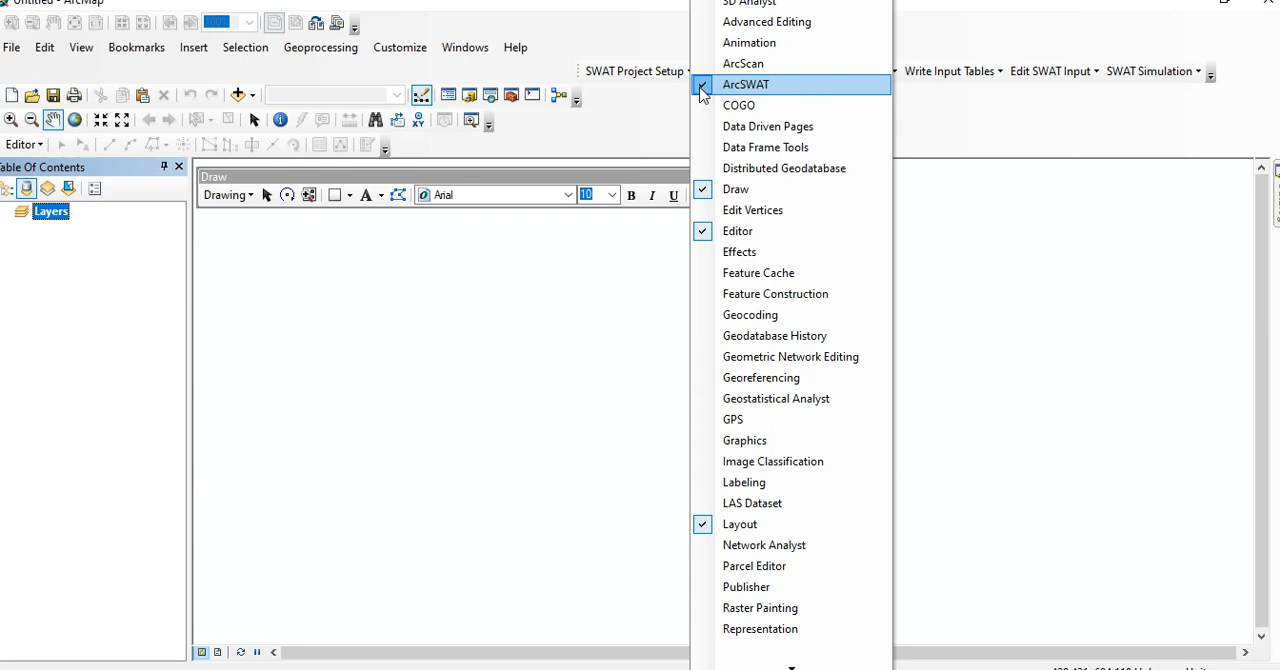 Untitled - ArcMap
100%
File Edit View Bookmarks Insert Selection Geoprocessing Customize Windows Help
SWAT Project Setup
Write Input Tables Edit SWAT Input SWAT Simulation
Editor
Table Of Contents
Layers
Draw
Drawing A Arial 10 B I U
3D Analyst
Advanced Editing
Animation
ArcScan
ArcSWAT
COGO
Data Driven Pages
Data Frame Tools
Distributed Geodatabase
Draw
Edit Vertices
Editor
Effects
Feature Cache
Feature Construction
Geocoding
Geodatabase History
Geometric Network Editing
Georeferencing
Geostatistical Analyst
GPS
Graphics
Image Classification
Labeling
LAS Dataset
Layout
Network Analyst
Parcel Editor
Publisher
Raster Painting
Representation